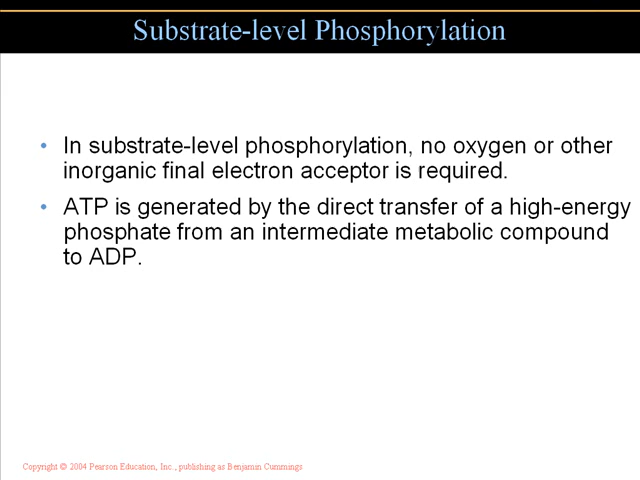 Substrate-level Phosphorylation
• In substrate-level phosphorylation, no oxygen or other
inorganic final electron acceptor is required.
• ATP is generated by the direct transfer of a high-energy
phosphate from an intermediate metabolic compound
to ADP.
Copyright © 2004 Pearson Education, Inc., publishing as Benjamin Cummings